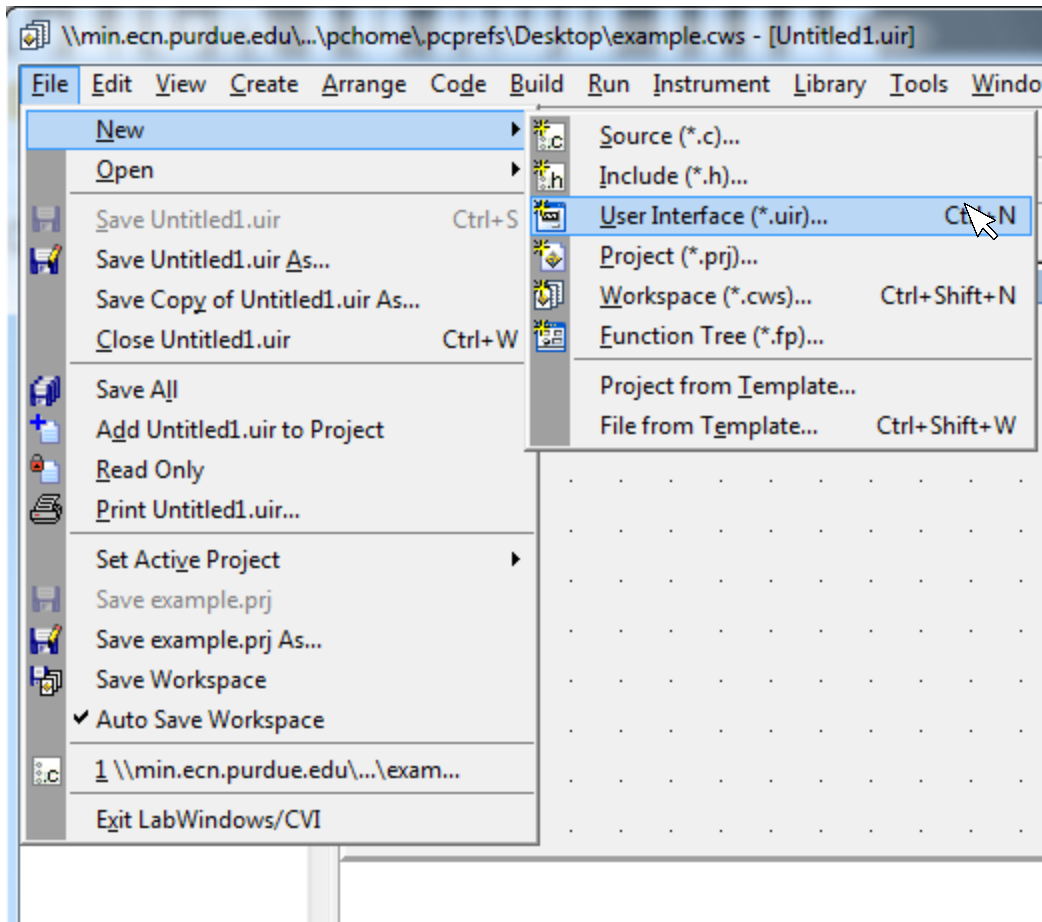 \\min.ecn.purdue.edu\...\pchome\.pcprefs\Desktop\example.cws - [Untitled1.uir]
File Edit View Create Arrange Code Build Run Instrument Library Tools Windo
New
Open
Save Untitled1.uir Ctrl+S
Save Untitled1.uir As...
Save Copy of Untitled1.uir As...
Close Untitled1.uir Ctrl+W
Save All
Add Untitled1.uir to Project
Read Only
Print Untitled1.uir...
Set Active Project
Save example.prj
Save example.prj As...
Save Workspace
Auto Save Workspace
1 \\min.ecn.purdue.edu\...\exam...
Exit LabWindows/CVI
.c Source (*.c)...
.h Include (*.h)...
User Interface (*.uir)... Ctrl+N
Project (*.prj)...
Workspace (*.cws)... Ctrl+Shift+N
Function Tree (*.fp)...
Project from Template...
File from Template... Ctrl+Shift+W